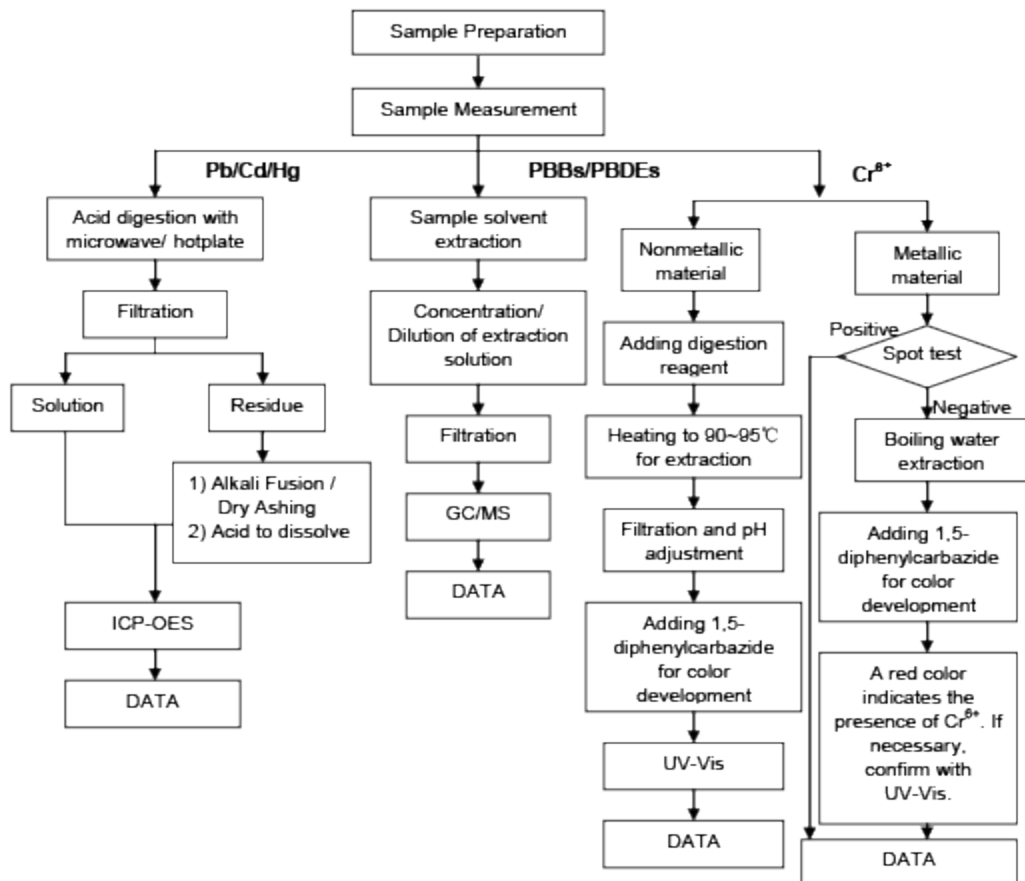 Sample Preparation
Sample Measurement
Pb/Cd/Hg
PBBs/PBDEs
Cr⁶⁺
Acid digestion with
microwave/ hotplate
Filtration
Solution
Residue
1) Alkali Fusion /
Dry Ashing
2) Acid to dissolve
ICP-OES
DATA
Sample solvent
extraction
Concentration/
Dilution of extraction
solution
Filtration
GC/MS
DATA
Nonmetallic
material
Adding digestion
reagent
Heating to 90~95℃
for extraction
Filtration and pH
adjustment
Adding 1,5-
diphenylcarbazide
for color
development
UV-Vis
DATA
Metallic
material
Positive
Spot test
Negative
Boiling water
extraction
Adding 1,5-
diphenylcarbazide
for color
development
A red color
indicates the
presence of Cr⁶⁺. If
necessary,
confirm with
UV-Vis.
DATA